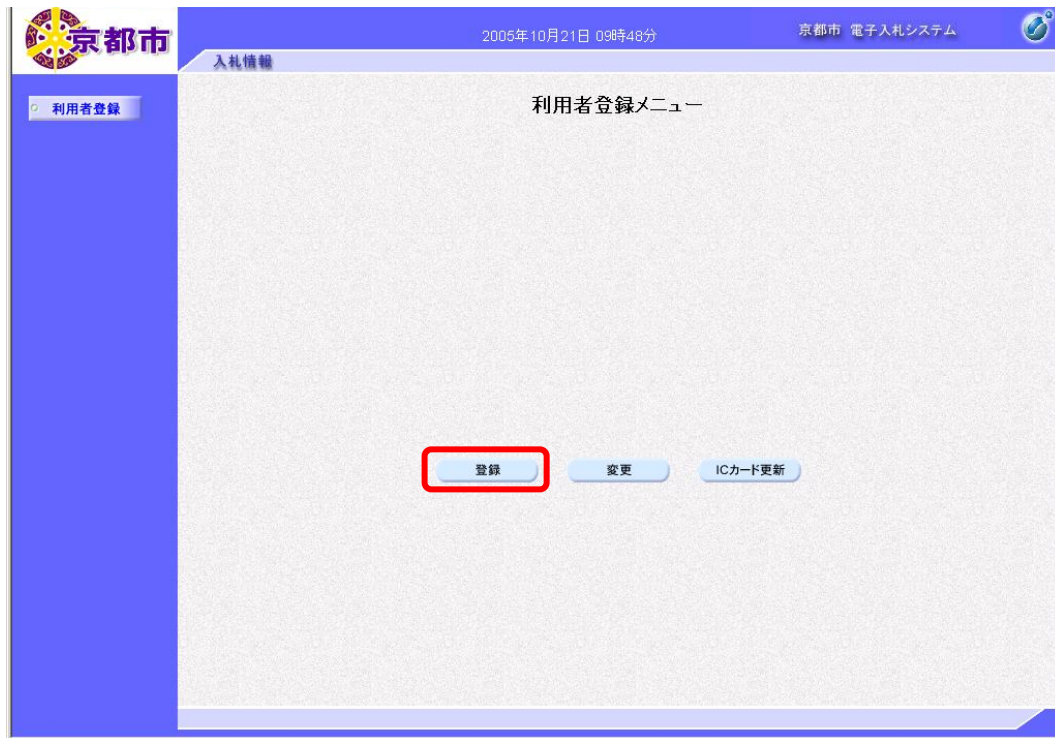 京都市
2005年10月21日 09時48分
京都市 電子入札システム
入札情報
利用者登録
利用者登録メニュー
登録
変更
ICカード更新